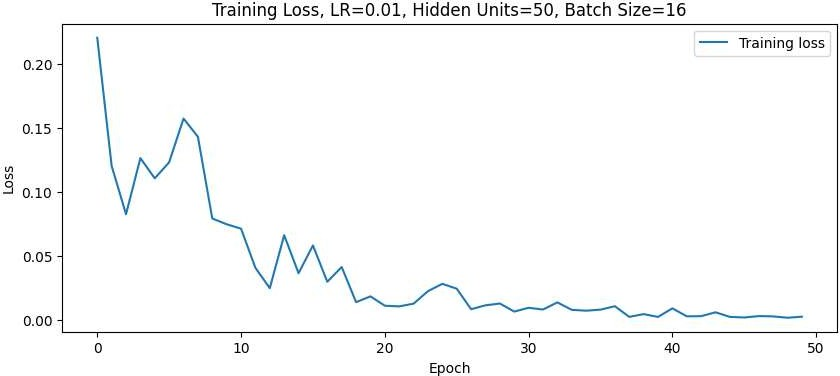 Training Loss, LR=0.01, Hidden Units=50, Batch Size=16
Training loss
0.20
0.15
0.10
0.05
0.00
Loss
0 10 20 30 40 50
Epoch